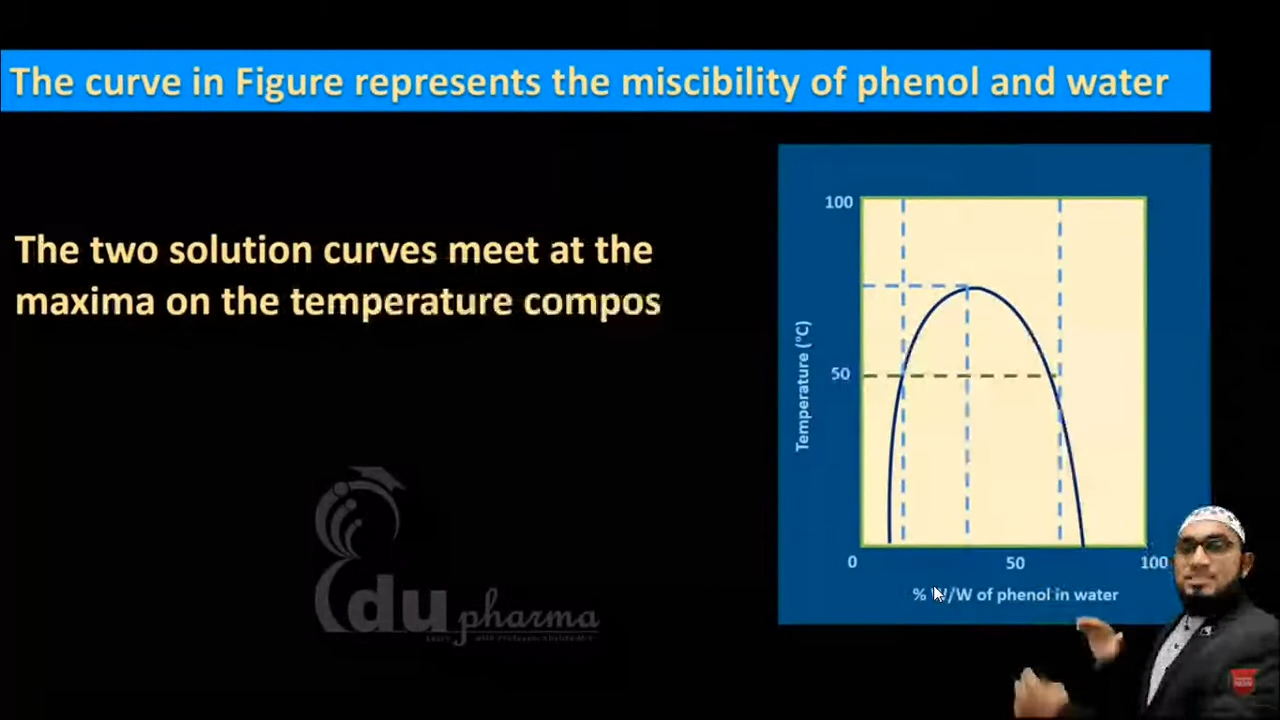 The curve in Figure represents the miscibility of phenol and water
The two solution curves meet at the
maxima on the temperature compos
100
50
Temperature (°C)
0
50
100
% W/W of phenol in water
Edu pharma